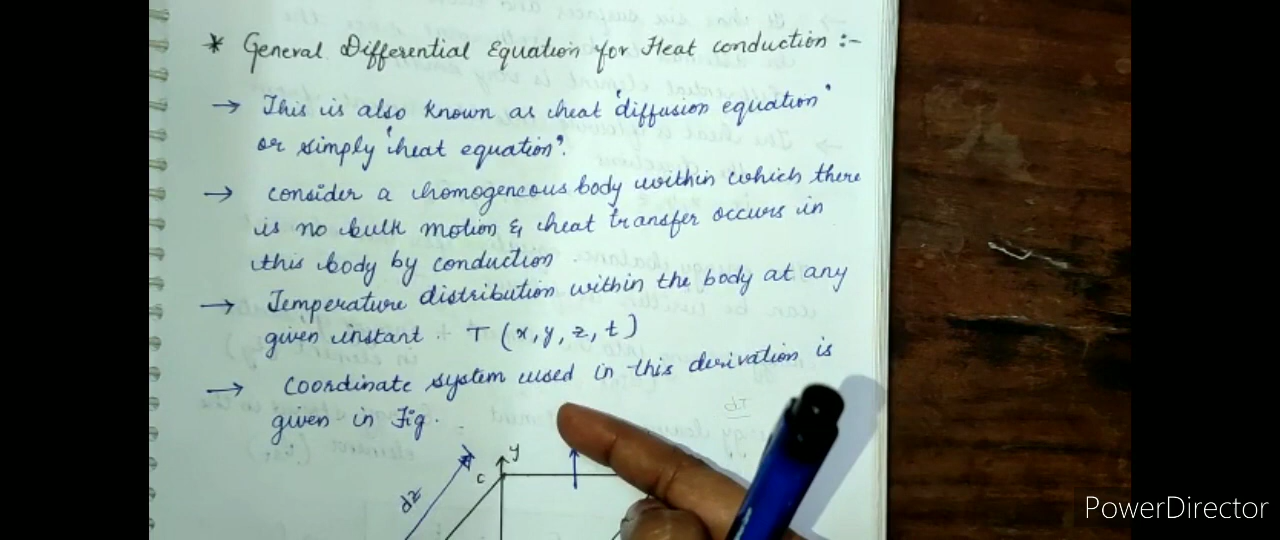 * General Differential Equation for Heat conduction :-
→ This is also known as heat 'diffusion equation'
or simply 'heat equation'.
→ consider a homogeneous body within which there
is no bulk motion & heat transfer occurs in
this body by conduction.
→ Temperature distribution within the body at any
given instant. T (x, y, z, t)
→ Coordinate system used in this derivation is
given in Fig.
y
c
dz
PowerDirector